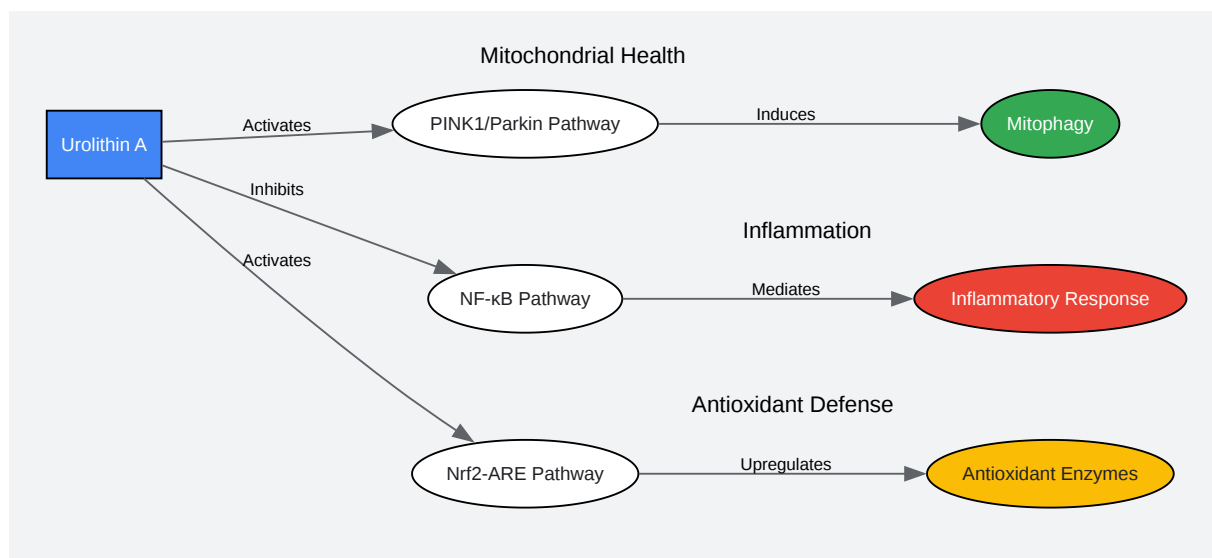 Mitochondrial Health
Urolithin A
Activates
PINK1/Parkin Pathway
Induces
Mitophagy
Inhibits
Inflammation
Activates
NF-κB Pathway
Mediates
Inflammatory Response
Antioxidant Defense
Nrf2-ARE Pathway
Upregulates
Antioxidant Enzymes